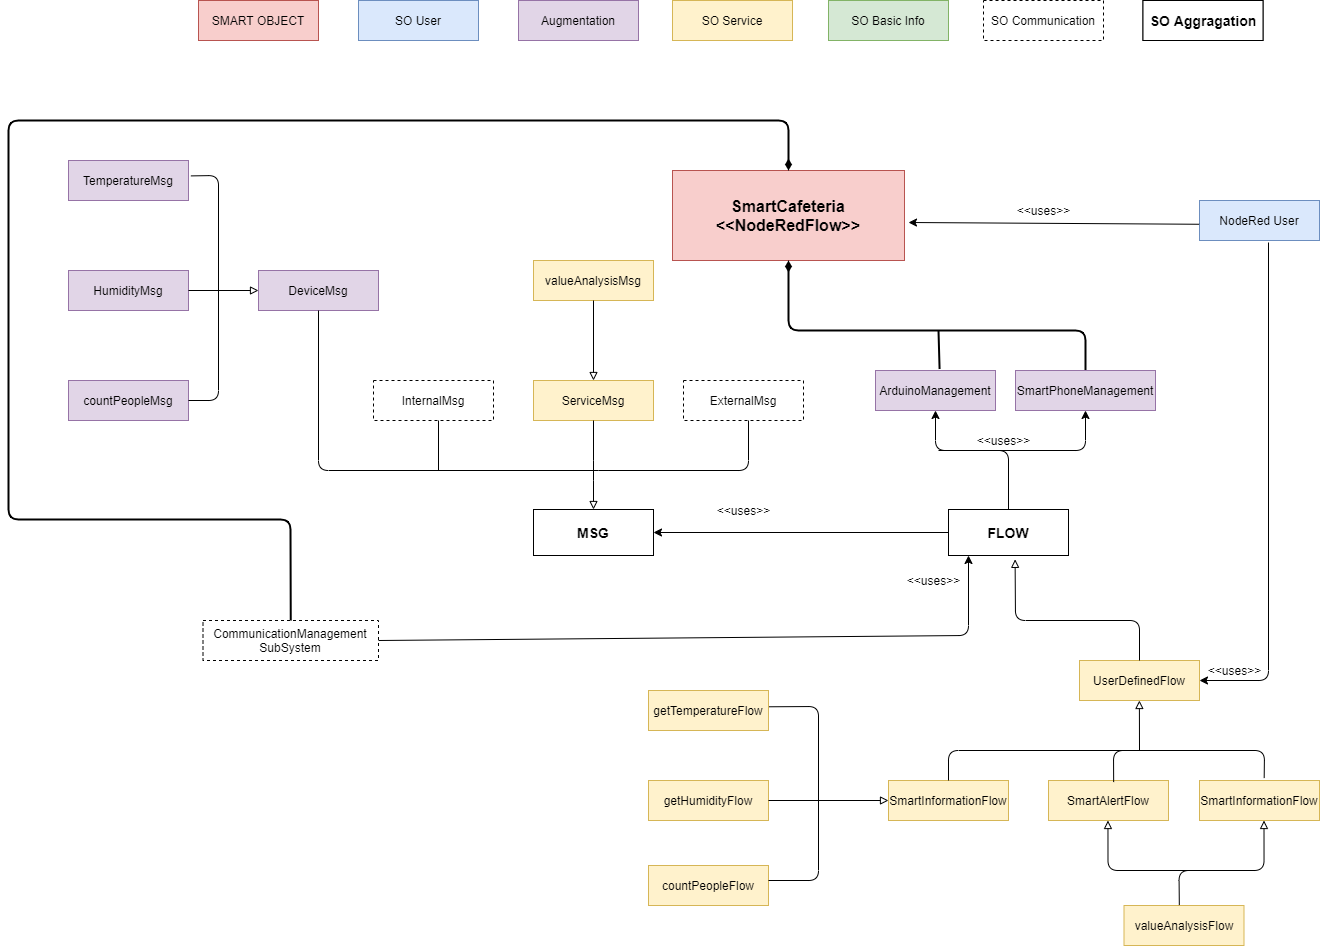 SMART OBJECT
SO User
Augmentation
SO Service
SO Basic Info
SO Communication
SO Aggragation
TemperatureMsg
SmartCafeteria
<<NodeRedFlow>>
<<uses>>
NodeRed User
HumidityMsg
DeviceMsg
valueAnalysisMsg
countPeopleMsg
InternalMsg
ServiceMsg
ExternalMsg
ArduinoManagement
SmartPhoneManagement
<<uses>>
<<uses>>
MSG
FLOW
<<uses>>
CommunicationManagement
SubSystem
UserDefinedFlow
<<uses>>
getTemperatureFlow
getHumidityFlow
SmartInformationFlow
SmartAlertFlow
SmartInformationFlow
countPeopleFlow
valueAnalysisFlow